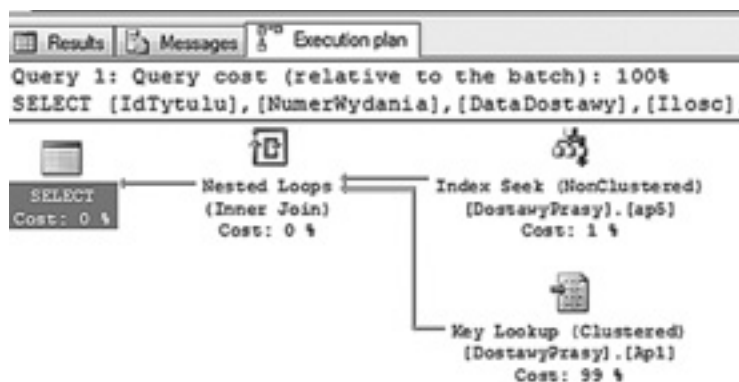 Results Messages Execution plan
Query 1: Query cost (relative to the batch): 100%
SELECT [IdTytulu],[NumerWydania],[DataDostawy],[Ilosc]
SELECT
Cost: 0 %
Nested Loops
(Inner Join)
Cost: 0 %
Index Seek (NonClustered)
[DostawyPrasy].[ap5]
Cost: 1 %
Key Lookup (Clustered)
[DostawyPrasy].[Ap1]
Cost: 99 %